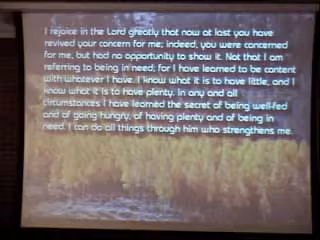 I rejoice in the Lord greatly that now at last you have
revived your concern for me; indeed, you were concerned
for me, but had no opportunity to show it. Not that I am
referring to being in need; for I have learned to be content
with whatever I have. I know what it is to have little, and I
know what it is to have plenty. In any and all
circumstances I have learned the secret of being well-fed
and of going hungry, of having plenty and of being in
need. I can do all things through him who strengthens me.